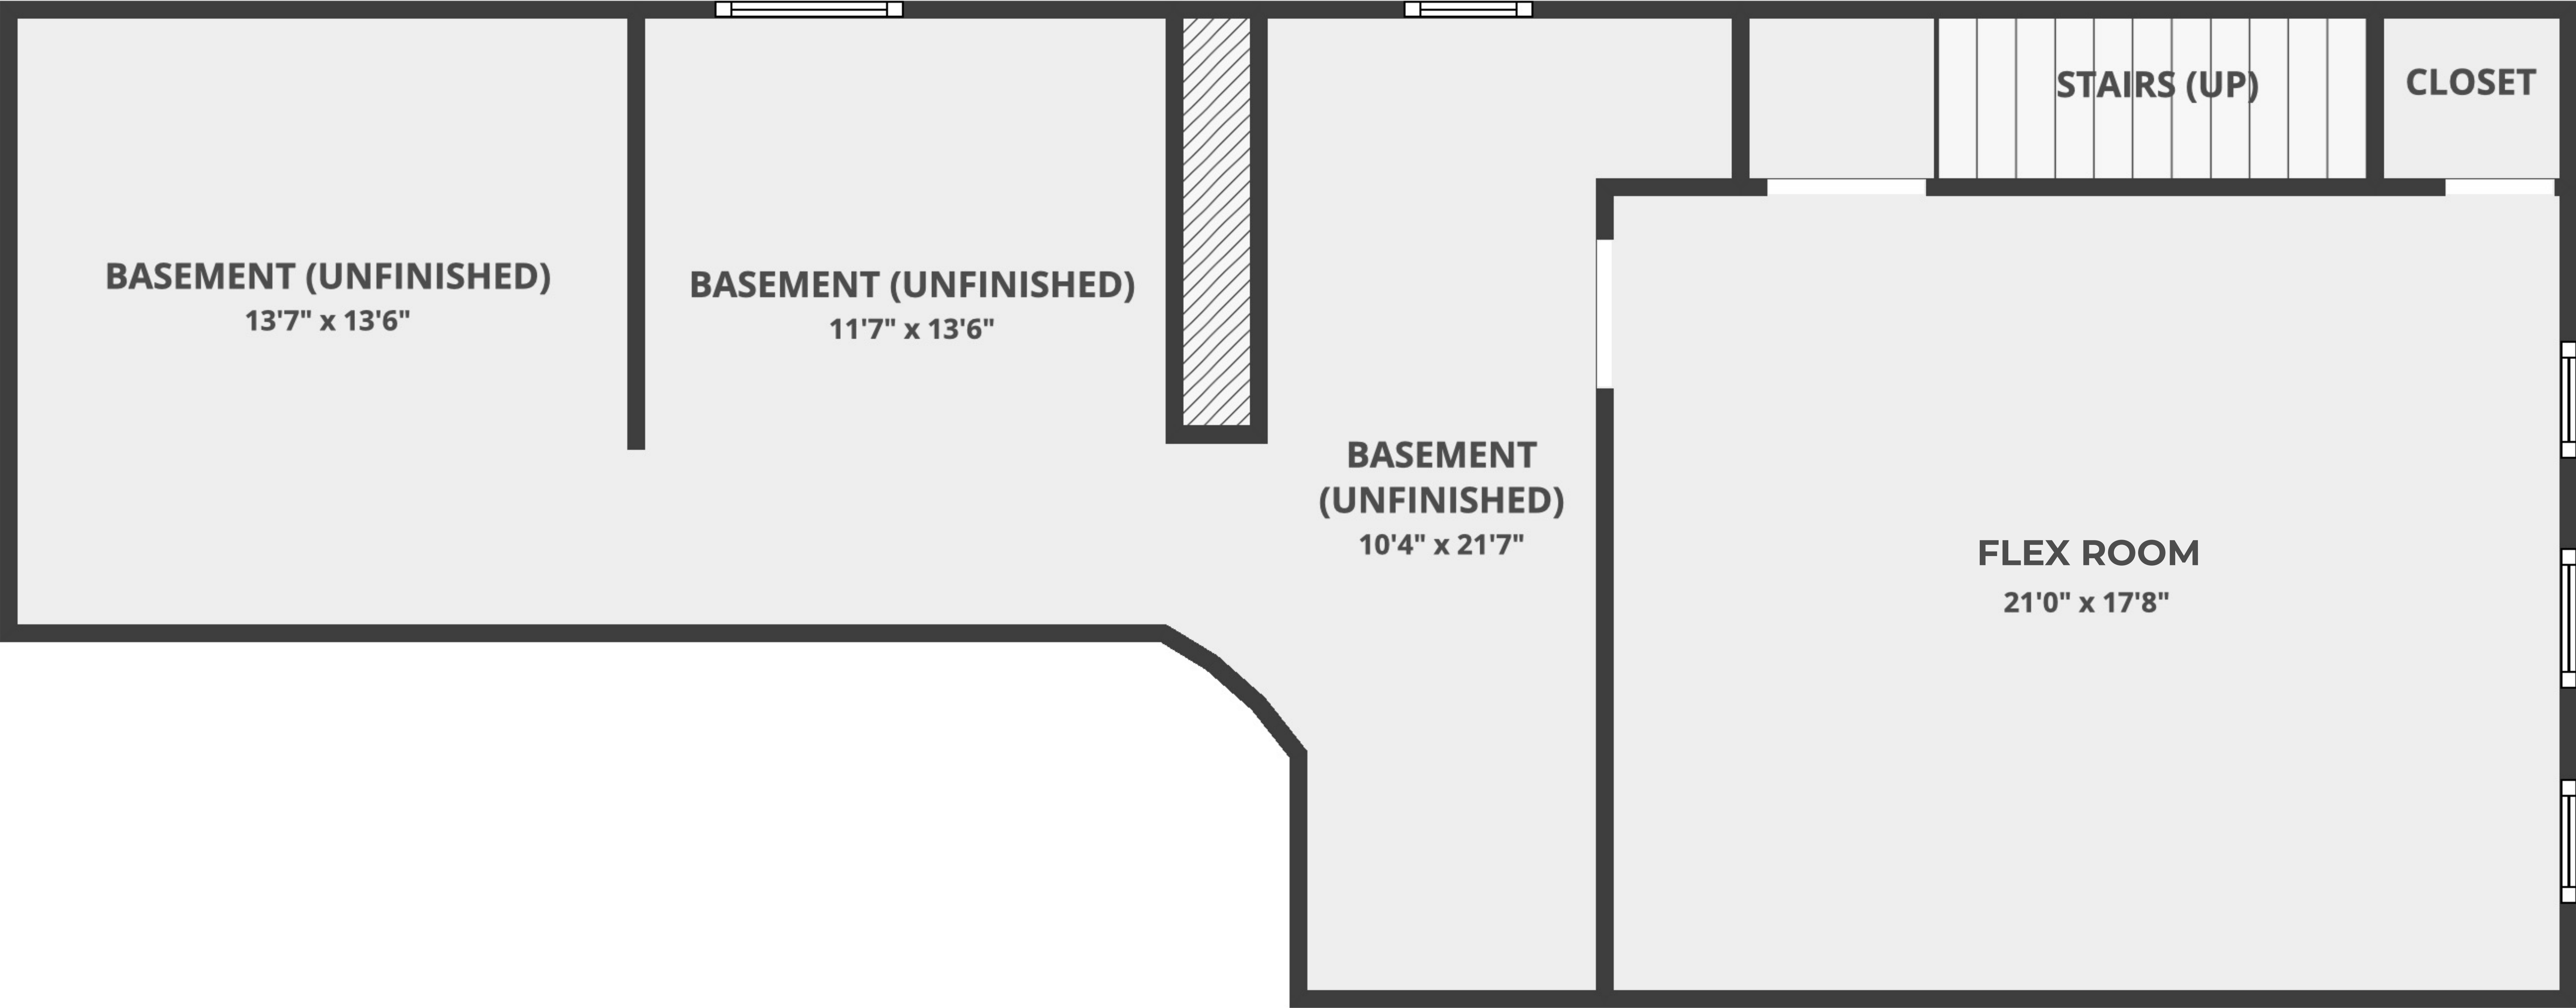 STAIRS (UP)
CLOSET
BASEMENT (UNFINISHED)
13'7" x 13'6"
BASEMENT (UNFINISHED)
11'7" x 13'6"
BASEMENT
(UNFINISHED)
10'4" x 21'7"
FLEX ROOM
21'0" x 17'8"